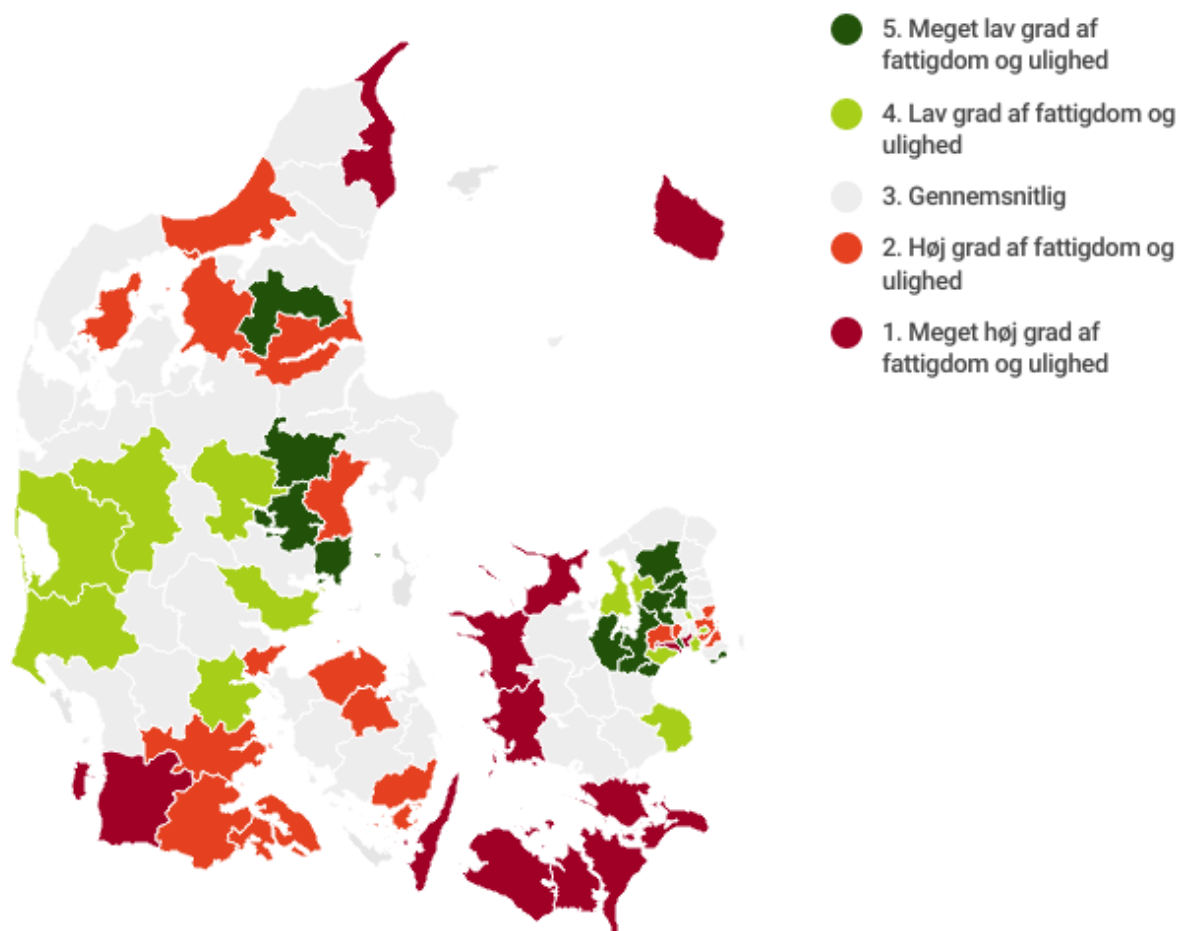 5. Meget lav grad af
fattigdom og ulighed
4. Lav grad af fattigdom og
ulighed
3. Gennemsnitlig
2. Høj grad af fattigdom og
ulighed
1. Meget høj grad af
fattigdom og ulighed